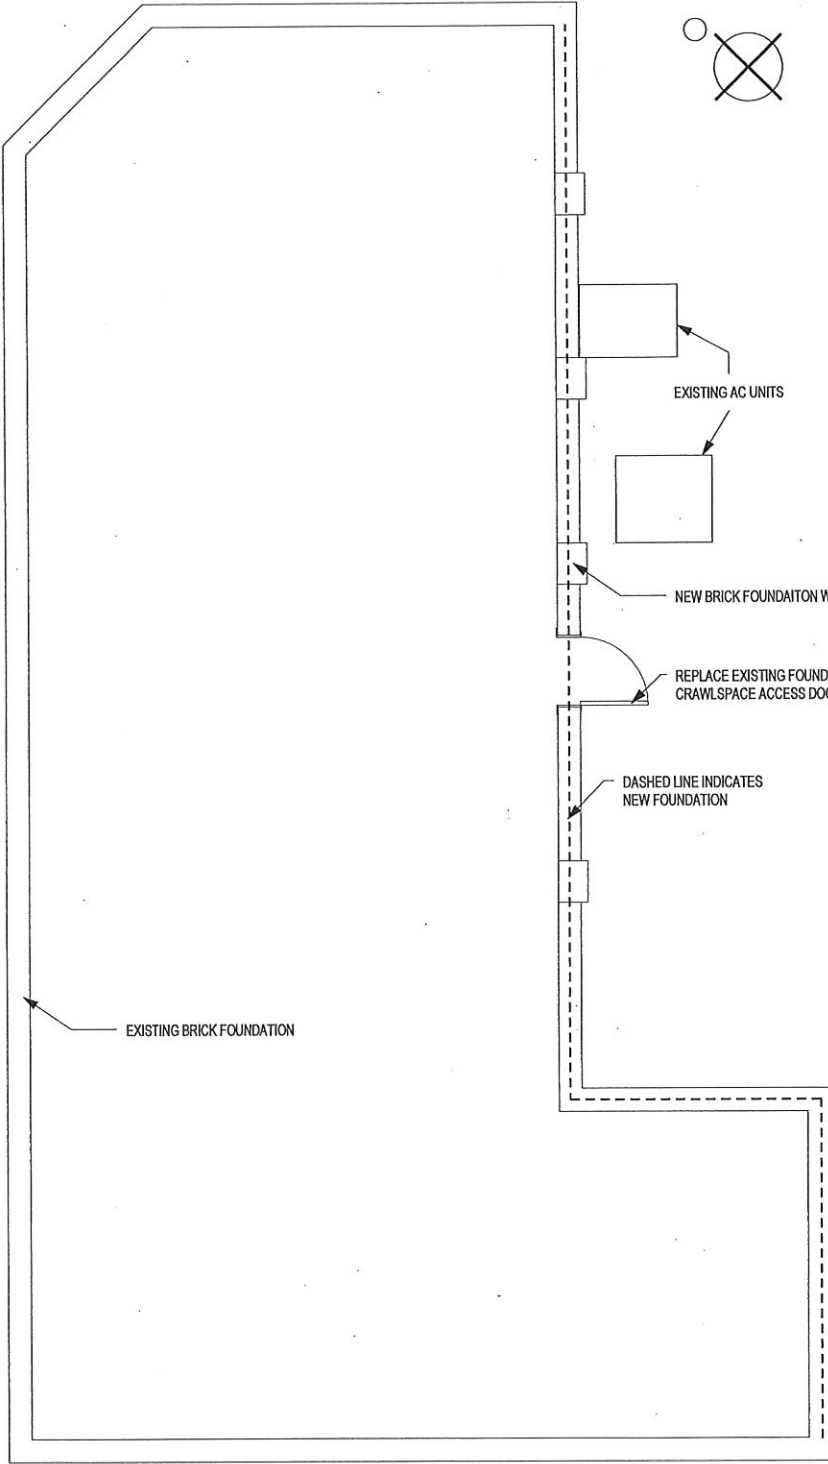 EXISTING AC UNITS
NEW BRICK FOUNDAITON W
REPLACE EXISTING FOUND
CRAWLSPACE ACCESS DOO
DASHED LINE INDICATES
NEW FOUNDATION
EXISTING BRICK FOUNDATION